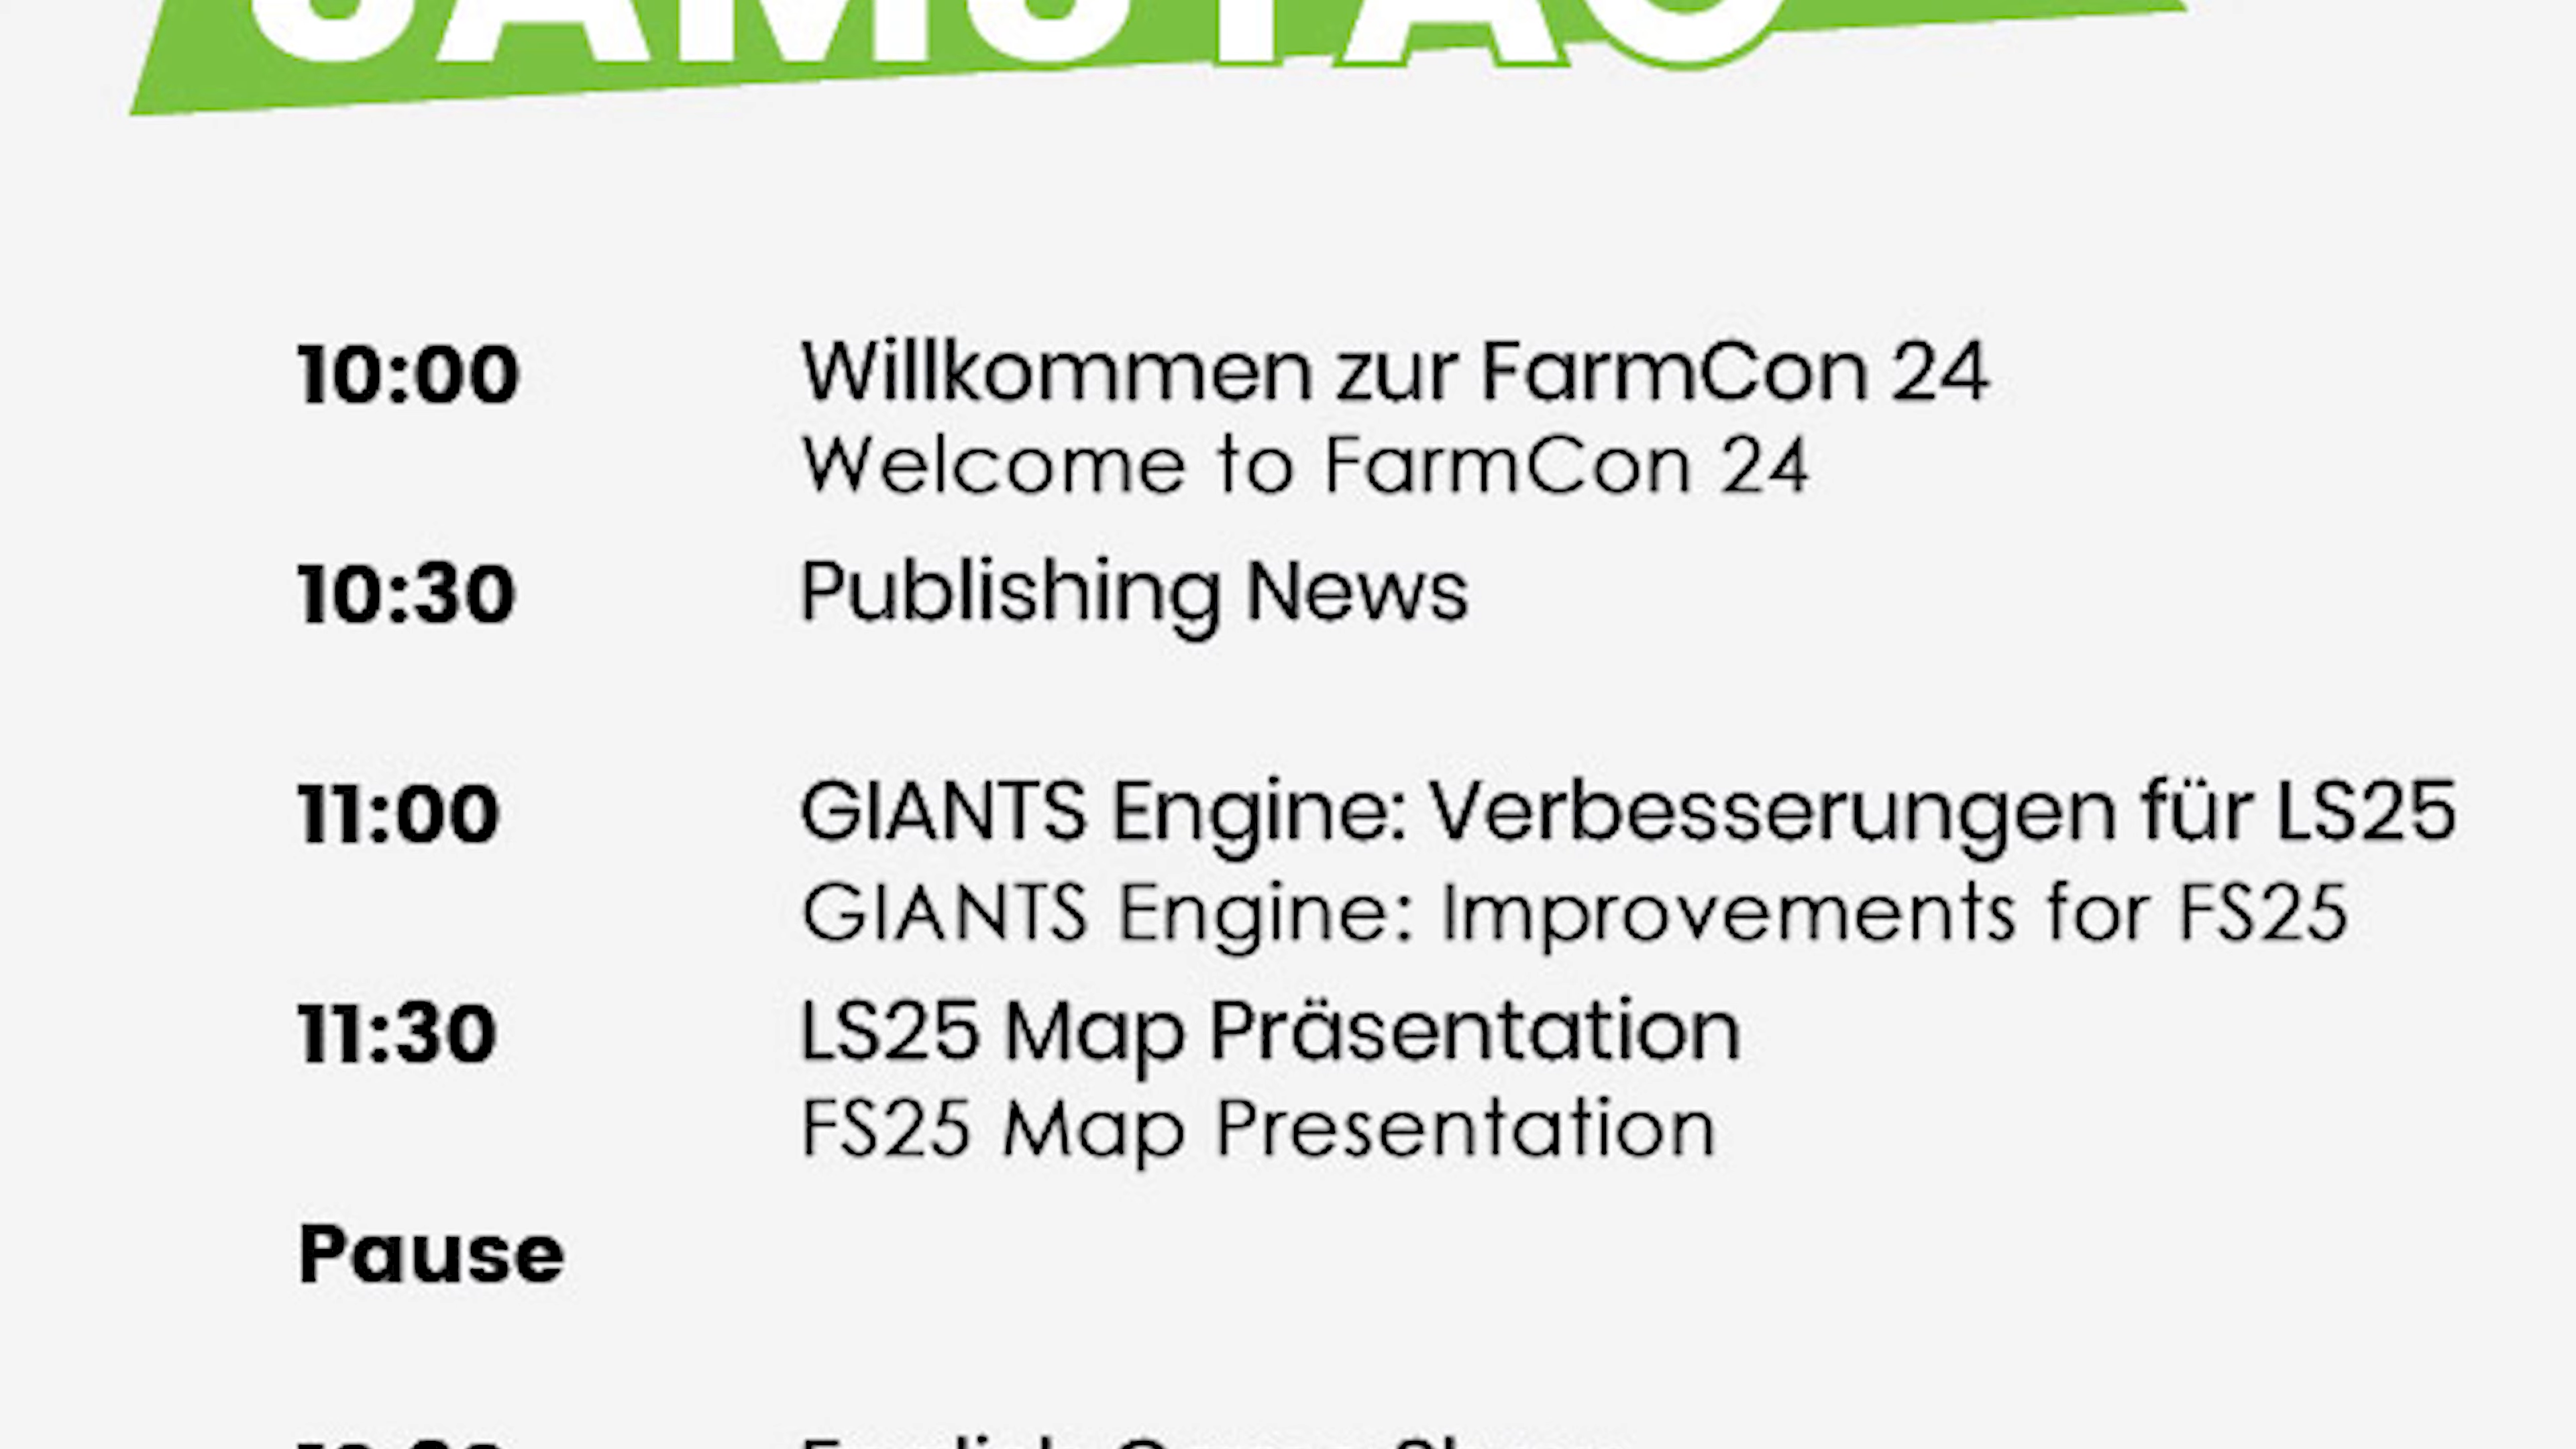 SAMSTAG
10:00 Willkommen zur FarmCon 24
Welcome to FarmCon 24
10:30 Publishing News
11:00 GIANTS Engine: Verbesserungen für LS25
GIANTS Engine: Improvements for FS25
11:30 LS25 Map Präsentation
FS25 Map Presentation
Pause